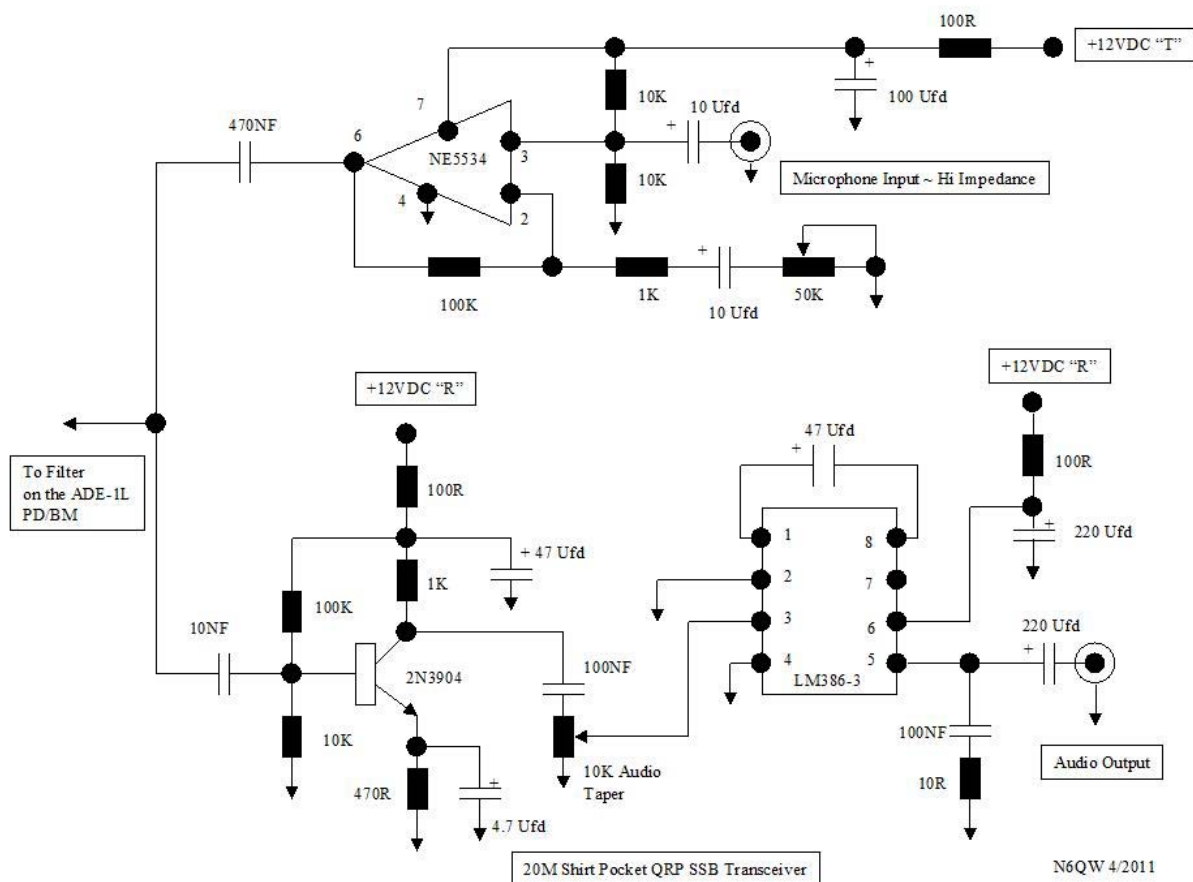 100R
+12VDC “T”
+
100 Ufd
10K
10 Ufd
+
7
470NF
6
NE5534
3
10K
Microphone Input ~ Hi Impedance
4
2
+
100K
1K
10 Ufd
50K
+12VDC “R”
+12VDC “R”
To Filter
on the ADE-1L
PD/BM
100R
47 Ufd
+
100R
+ 47 Ufd
1K
100K
1
8
+
220 Ufd
2
7
10NF
3
6
220 Ufd
+
2N3904
100NF
4
5
LM386-3
10K
10K Audio
Taper
100NF
Audio Output
470R
+
4.7 Ufd
10R
20M Shirt Pocket QRP SSB Transceiver
N6QW 4/2011